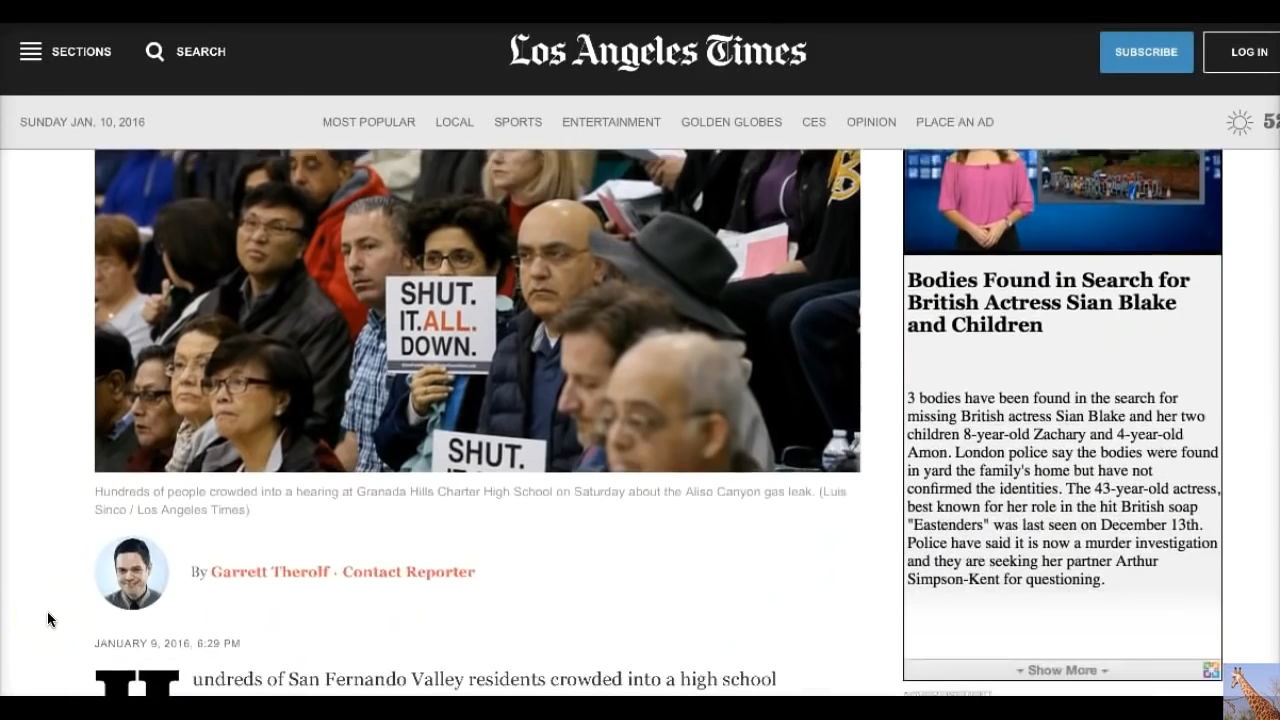 SECTIONS
SEARCH
Los Angeles Times
SUBSCRIBE
LOG IN
SUNDAY JAN. 10, 2016
MOST POPULAR
LOCAL
SPORTS
ENTERTAINMENT
GOLDEN GLOBES
CES
OPINION
PLACE AN AD
SHUT.
IT.ALL.
DOWN.
SHUT.
Hundreds of people crowded into a hearing at Granada Hills Charter High School on Saturday about the Aliso Canyon gas leak. (Luis
Sinco / Los Angeles Times)
By Garrett Therolf · Contact Reporter
JANUARY 9, 2016, 6:29 PM
Hundreds of San Fernando Valley residents crowded into a high school
Bodies Found in Search for
British Actress Sian Blake
and Children
3 bodies have been found in the search for
missing British actress Sian Blake and her two
children 8-year-old Zachary and 4-year-old
Amon. London police say the bodies were found
in yard the family's home but have not
confirmed the identities. The 43-year-old actress,
best known for her role in the hit British soap
"Eastenders" was last seen on December 13th.
Police have said it is now a murder investigation
and they are seeking her partner Arthur
Simpson-Kent for questioning.
Show More